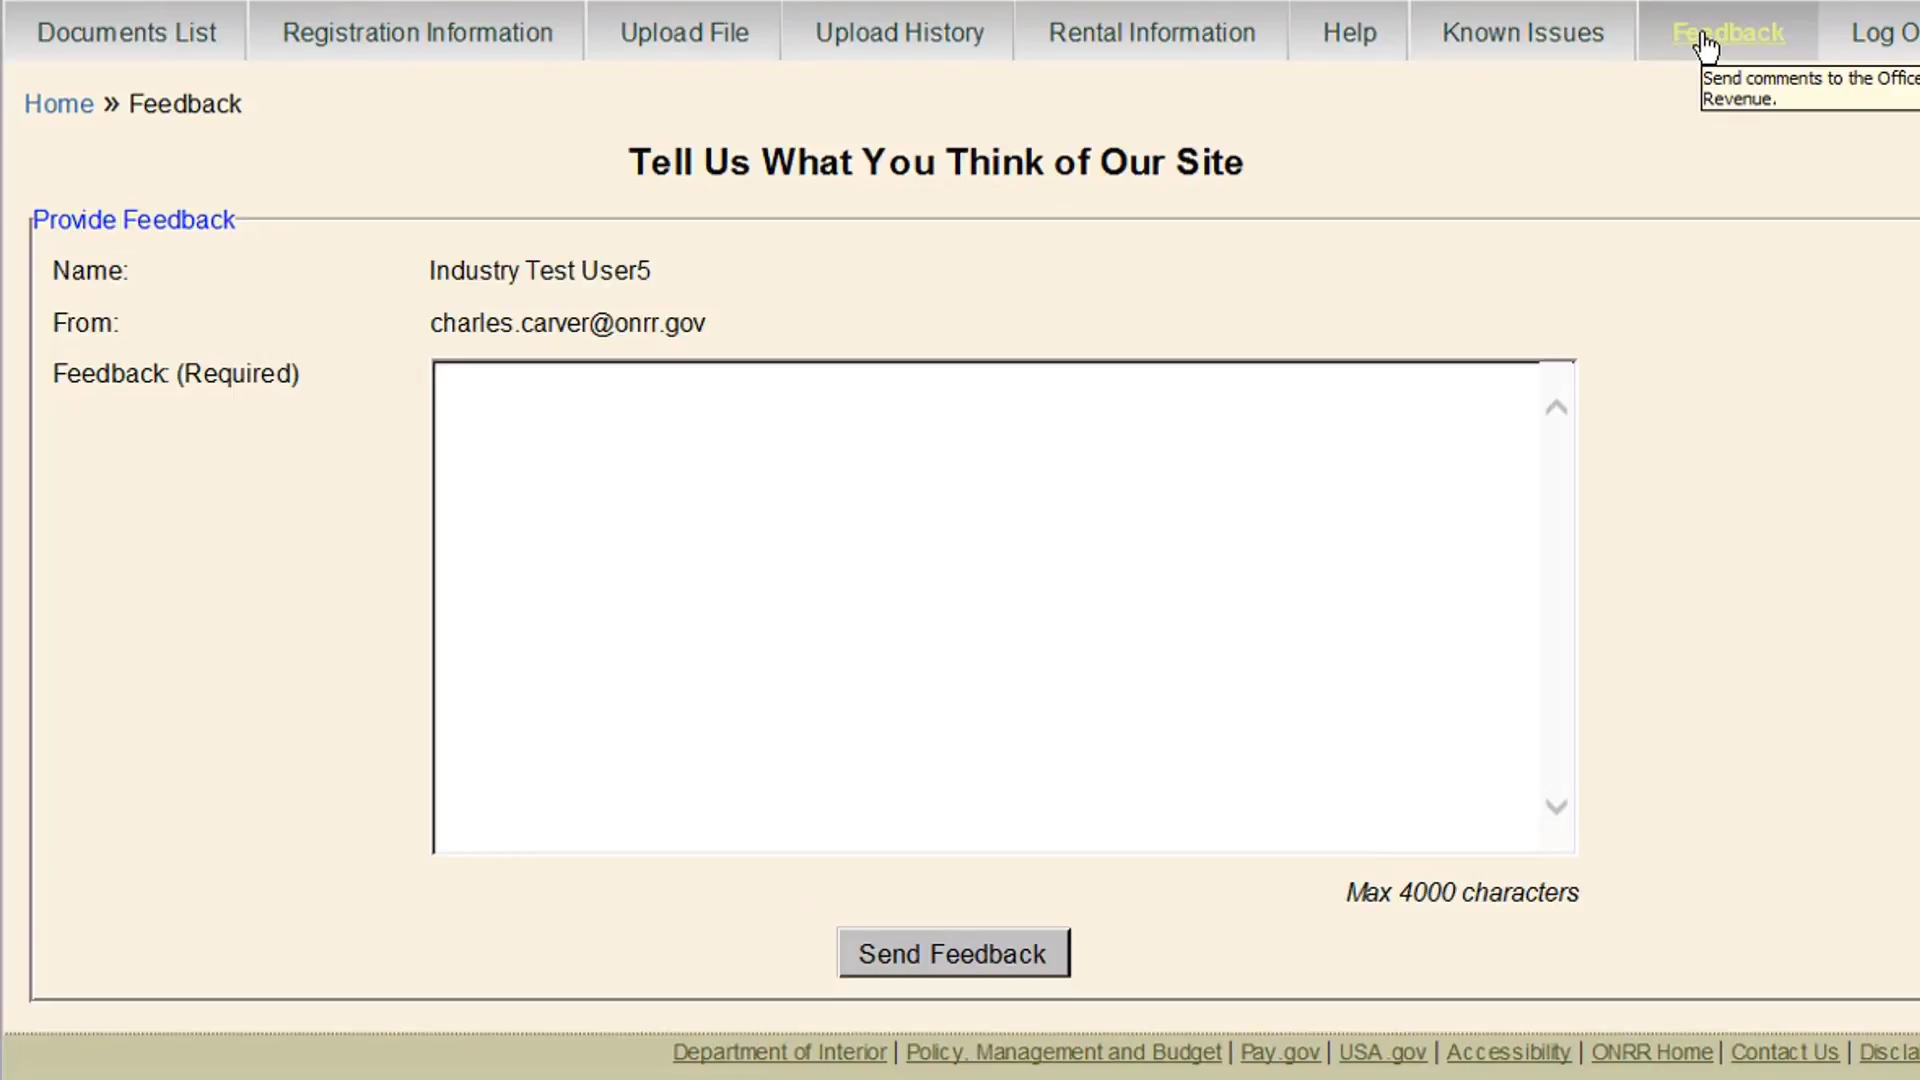 Documents List Registration Information Upload File Upload History Rental Information Help Known Issues Feedback Log O
Send comments to the Office
Revenue.
Home » Feedback
Tell Us What You Think of Our Site
Provide Feedback
Name: Industry Test User5
From: charles.carver@onrr.gov
Feedback: (Required)
Max 4000 characters
Send Feedback
Department of Interior | Policy, Management and Budget | Pay.gov | USA.gov | Accessibility | ONRR Home | Contact Us | Discla